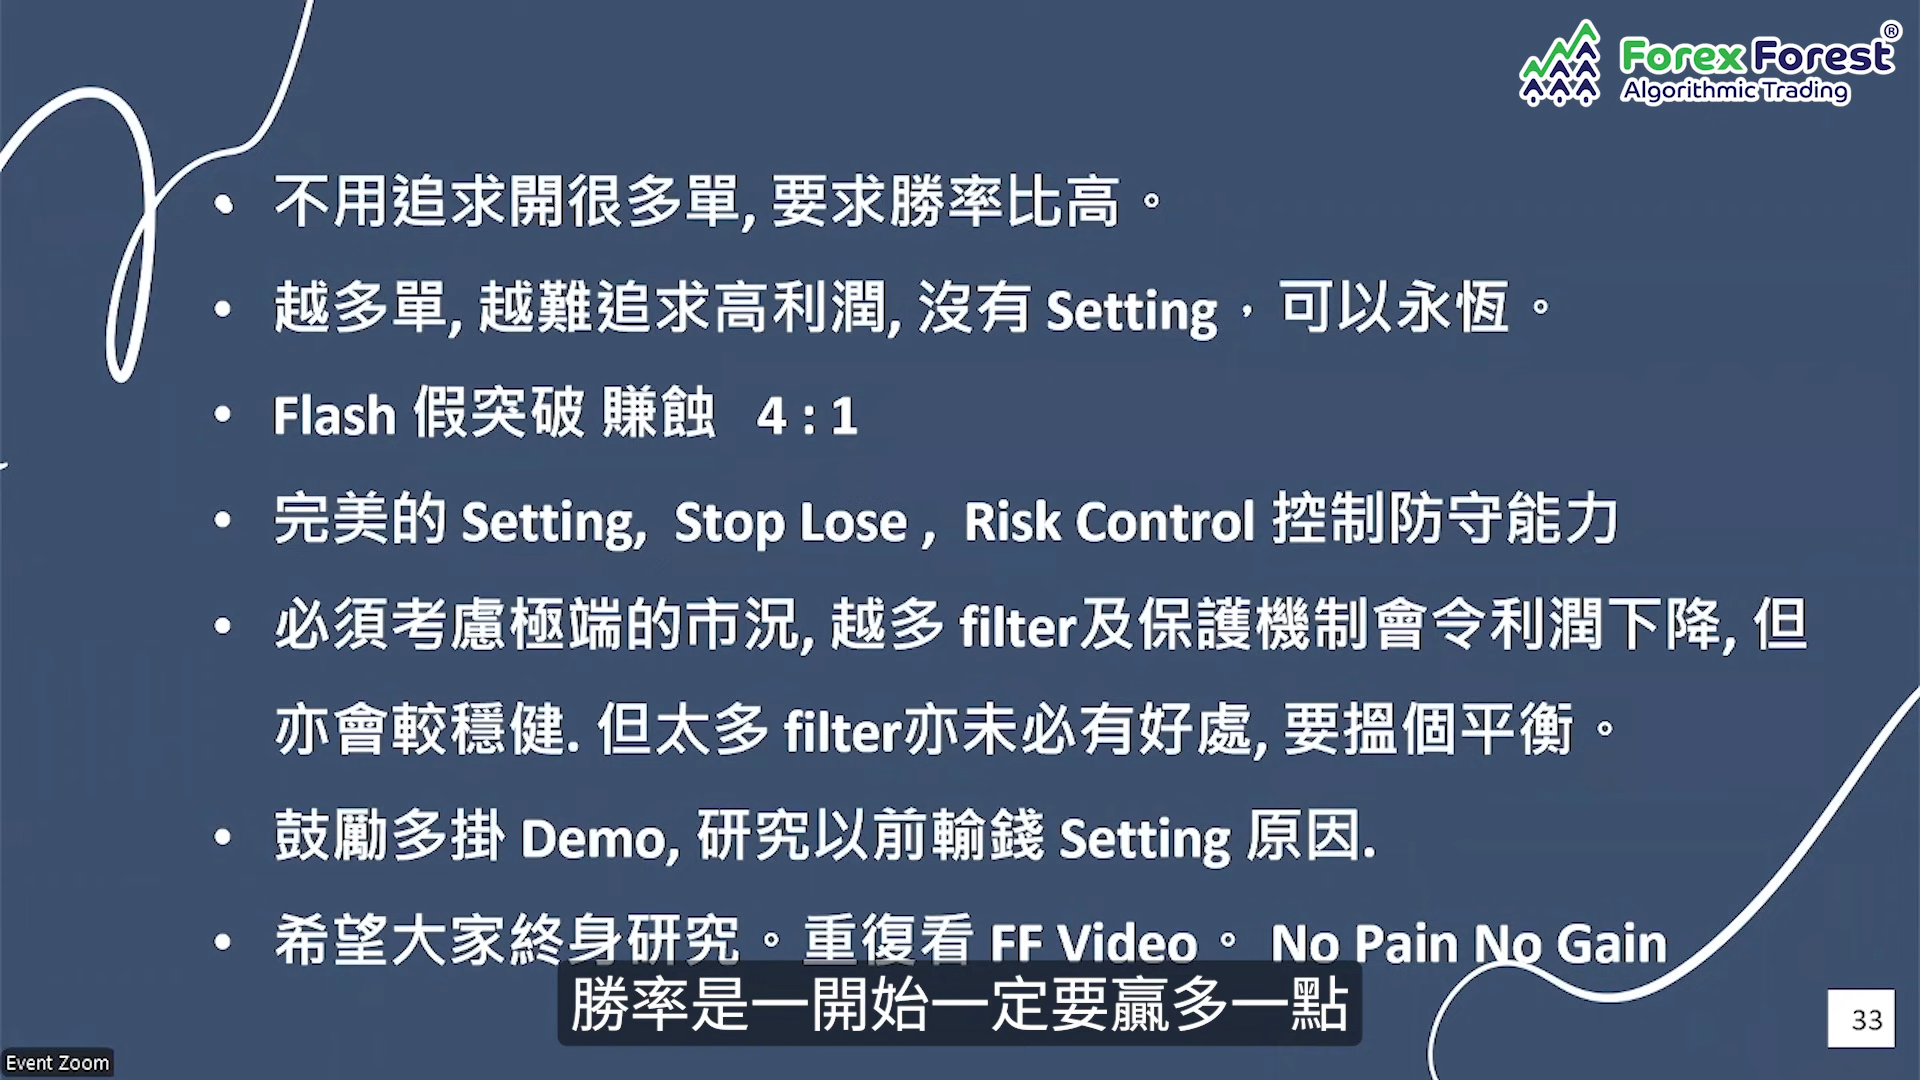 Forex Forest®
Algorithmic Trading
• 不用追求開很多單, 要求勝率比高。
• 越多單, 越難追求高利潤, 沒有 Setting，可以永恆。
• Flash 假突破 賺蝕 4 : 1
• 完美的 Setting, Stop Lose , Risk Control 控制防守能力
• 必須考慮極端的市況, 越多 filter及保護機制會令利潤下降, 但
亦會較穩健. 但太多 filter亦未必有好處, 要搵個平衡。
• 鼓勵多掛 Demo, 研究以前輸錢 Setting 原因.
• 希望大家終身研究。重復看 FF Video。 No Pain No Gain
勝率是一開始一定要贏多一點
33
Event Zoom